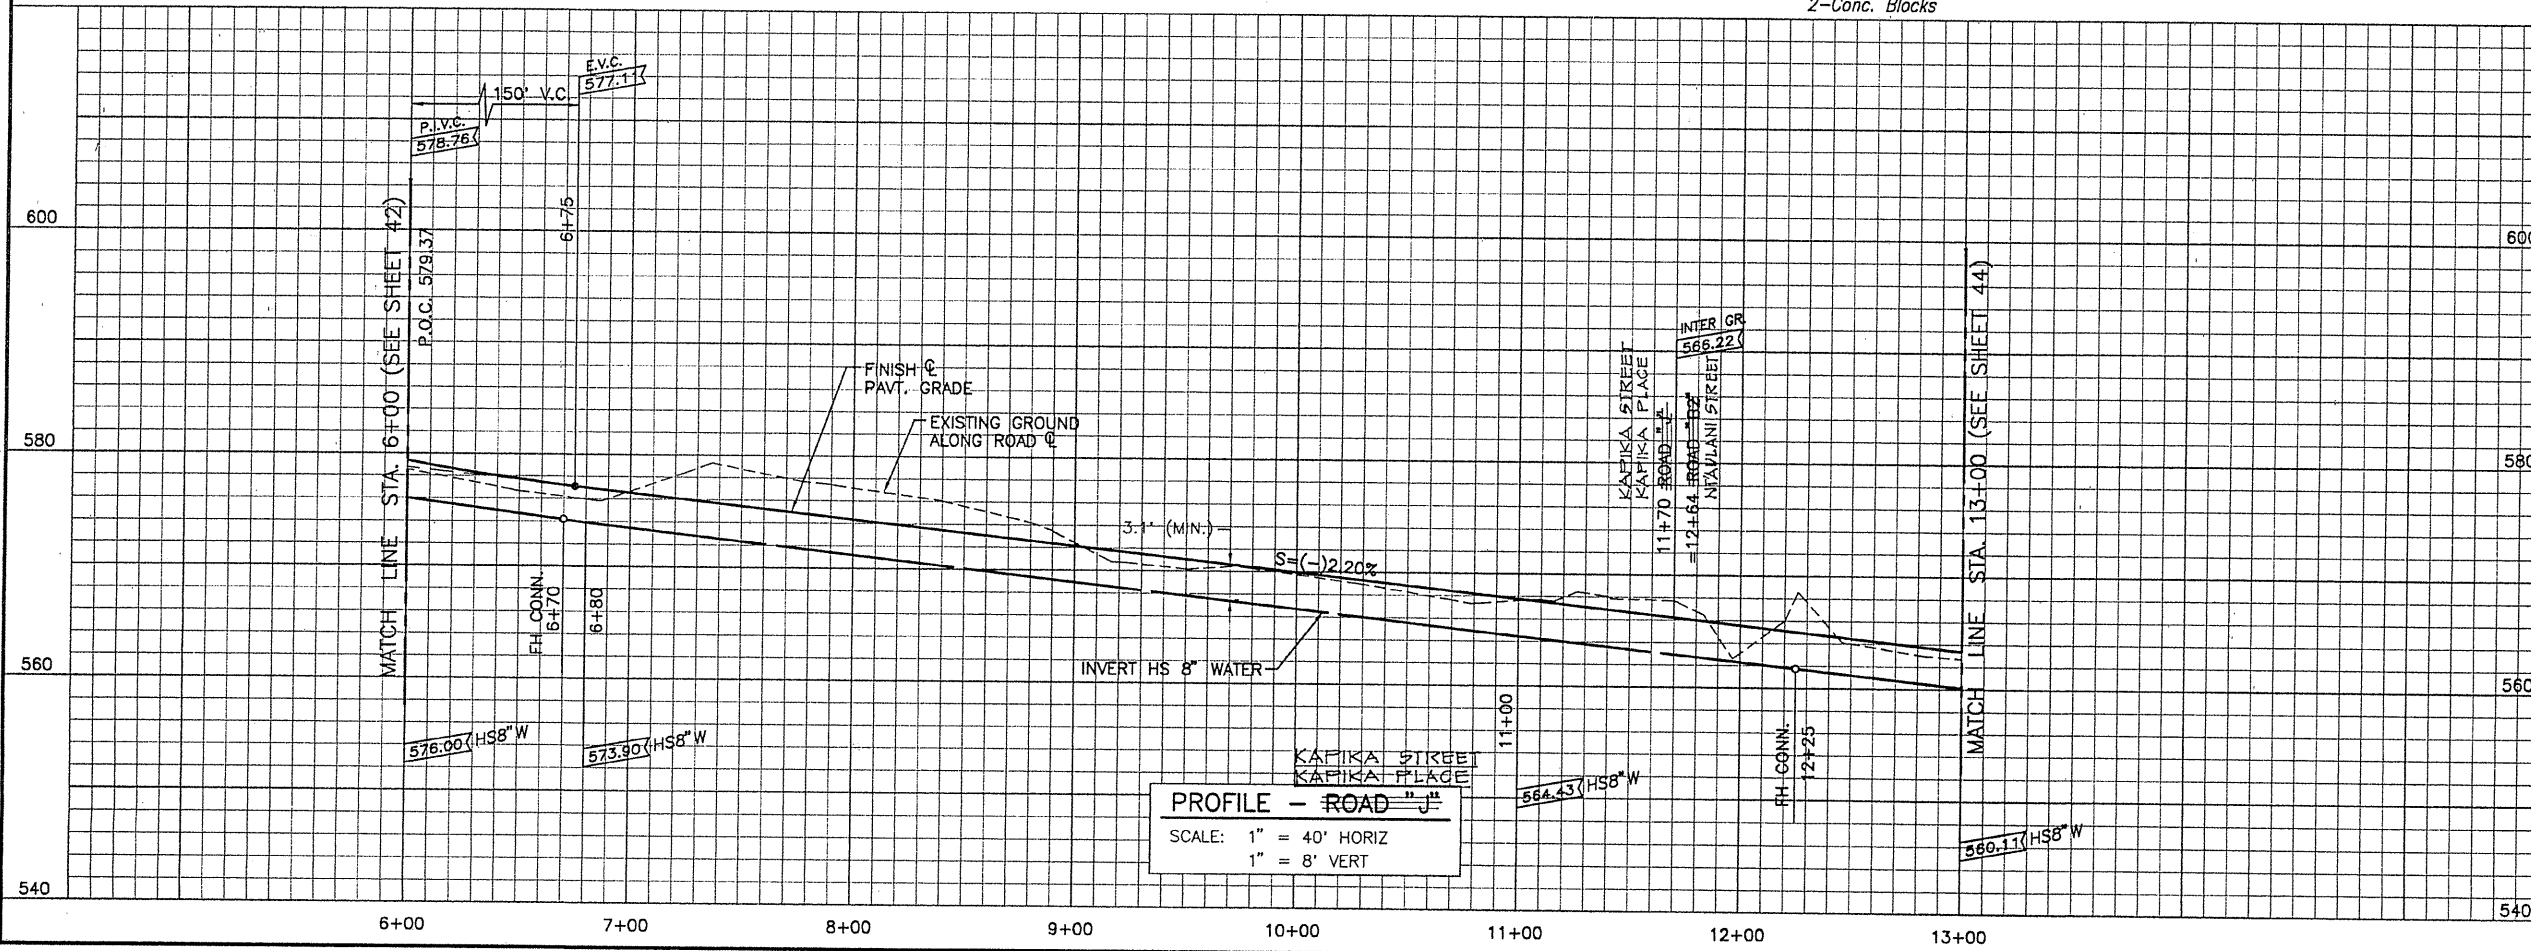 2-Conc. Blocks
E.V.C.
577.11
150' V.C.
P.I.V.C.
578.76
6+75
MATCH LINE STA. 6+00 (SEE SHEET 42)
P.O.C. 579.37
600
600
580
580
560
560
540
540
FINISH ℄
PAVT. GRADE
EXISTING GROUND
ALONG ROAD ℄
3.1' (MIN.)
S=(-)2.20%
INTER GR.
566.22
KAPIKA STREET
KAPIKA PLACE
11+70 ROAD "J"
=12+64 ROAD "B2"
STREET
MATCH LINE STA. 13+00 (SEE SHEET 44)
FH CONN.
6+70
6+80
INVERT HS 8" WATER
576.00 HS8"W
573.90 HS8"W
11+00
564.43 HS8"W
FH CONN.
12+25
560.11 HS8"W
KAPIKA STREET
KAPIKA PLACE
PROFILE - ROAD "J"
SCALE: 1" = 40' HORIZ
1" = 8' VERT
6+00 7+00 8+00 9+00 10+00 11+00 12+00 13+00